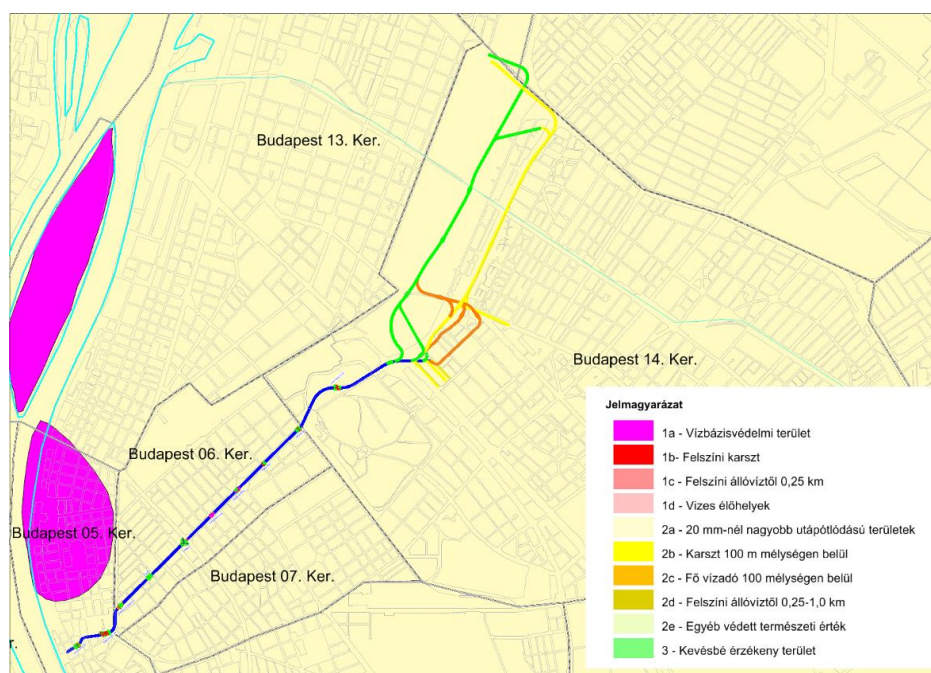 Budapest 13. Ker.
Budapest 14. Ker.
Budapest 06. Ker.
Budapest 05. Ker.
Budapest 07. Ker.
r.
Jelmagyarázat
1a - Vízbázisvédelmi terület
1b- Felszíni karszt
1c - Felszíni állóvíztől 0,25 km
1d - Vizes élőhelyek
2a - 20 mm-nél nagyobb utápótlódású területek
2b - Karszt 100 m mélységen belül
2c - Fő vízadó 100 mélységen belül
2d - Felszíni állóvíztől 0,25-1,0 km
2e - Egyéb védett természeti érték
3 - Kevésbé érzékeny terület